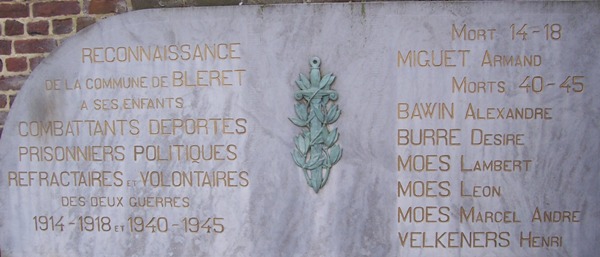 RECONNAISSANCE
DE LA COMMUNE DE BLERET
A SES ENFANTS
COMBATTANTS DEPORTES
PRISONNIERS POLITIQUES
REFRACTAIRES ET VOLONTAIRES
DES DEUX GUERRES
1914-1918 ET 1940-1945
MORT 14-18
MIGUET ARMAND
MORTS 40-45
BAWIN ALEXANDRE
BURRE DESIRE
MOES LAMBERT
MOES LEON
MOES MARCEL ANDRE
VELKENERS HENRI